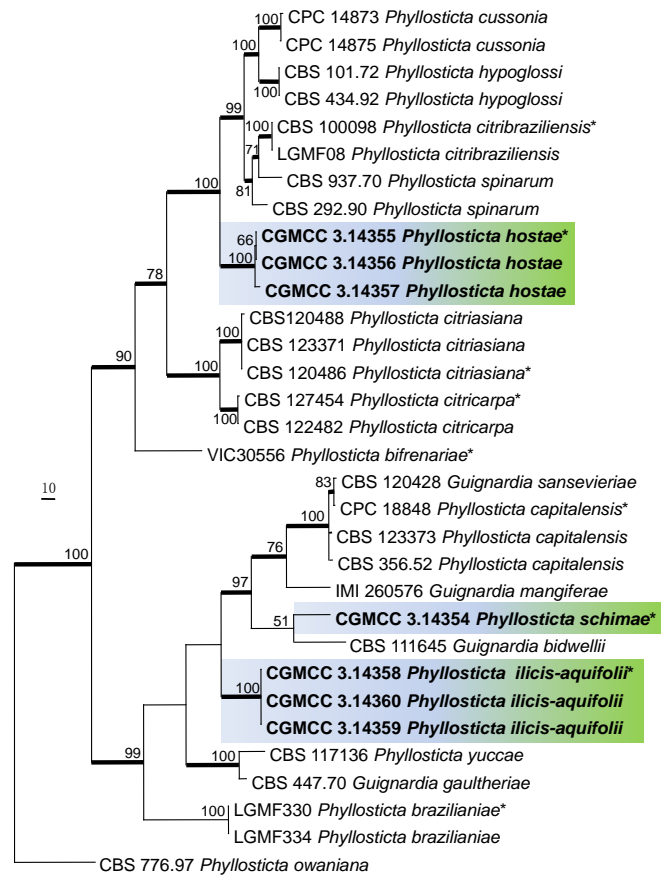 100
CPC 14873 Phyllosticta cussonia
100
CPC 14875 Phyllosticta cussonia
CBS 101.72 Phyllosticta hypoglossi
100
CBS 434.92 Phyllosticta hypoglossi
99
100
CBS 100098 Phyllosticta citribraziliensis*
71
LGMF08 Phyllosticta citribraziliensis
CBS 937.70 Phyllosticta spinarum
100
81
CBS 292.90 Phyllosticta spinarum
66
CGMCC 3.14355 Phyllosticta hostae*
CGMCC 3.14356 Phyllosticta hostae
100
78
CGMCC 3.14357 Phyllosticta hostae
CBS120488 Phyllosticta citriasiana
100
CBS 123371 Phyllosticta citriasiana
90
100
CBS 120486 Phyllosticta citriasiana*
CBS 127454 Phyllosticta citricarpa*
100
CBS 122482 Phyllosticta citricarpa
VIC30556 Phyllosticta bifrenariae*
83
CBS 120428 Guignardia sansevieriae
10
CPC 18848 Phyllosticta capitalensis*
100
CBS 123373 Phyllosticta capitalensis
76
CBS 356.52 Phyllosticta capitalensis
100
97
IMI 260576 Guignardia mangiferae
51
CGMCC 3.14354 Phyllosticta schimae*
CBS 111645 Guignardia bidwellii
CGMCC 3.14358 Phyllosticta ilicis-aquifolii*
100
CGMCC 3.14360 Phyllosticta ilicis-aquifolii
CGMCC 3.14359 Phyllosticta ilicis-aquifolii
99
100
CBS 117136 Phyllosticta yuccae
CBS 447.70 Guignardia gaultheriae
100
LGMF330 Phyllosticta brazilianiae*
LGMF334 Phyllosticta brazilianiae
CBS 776.97 Phyllosticta owaniana